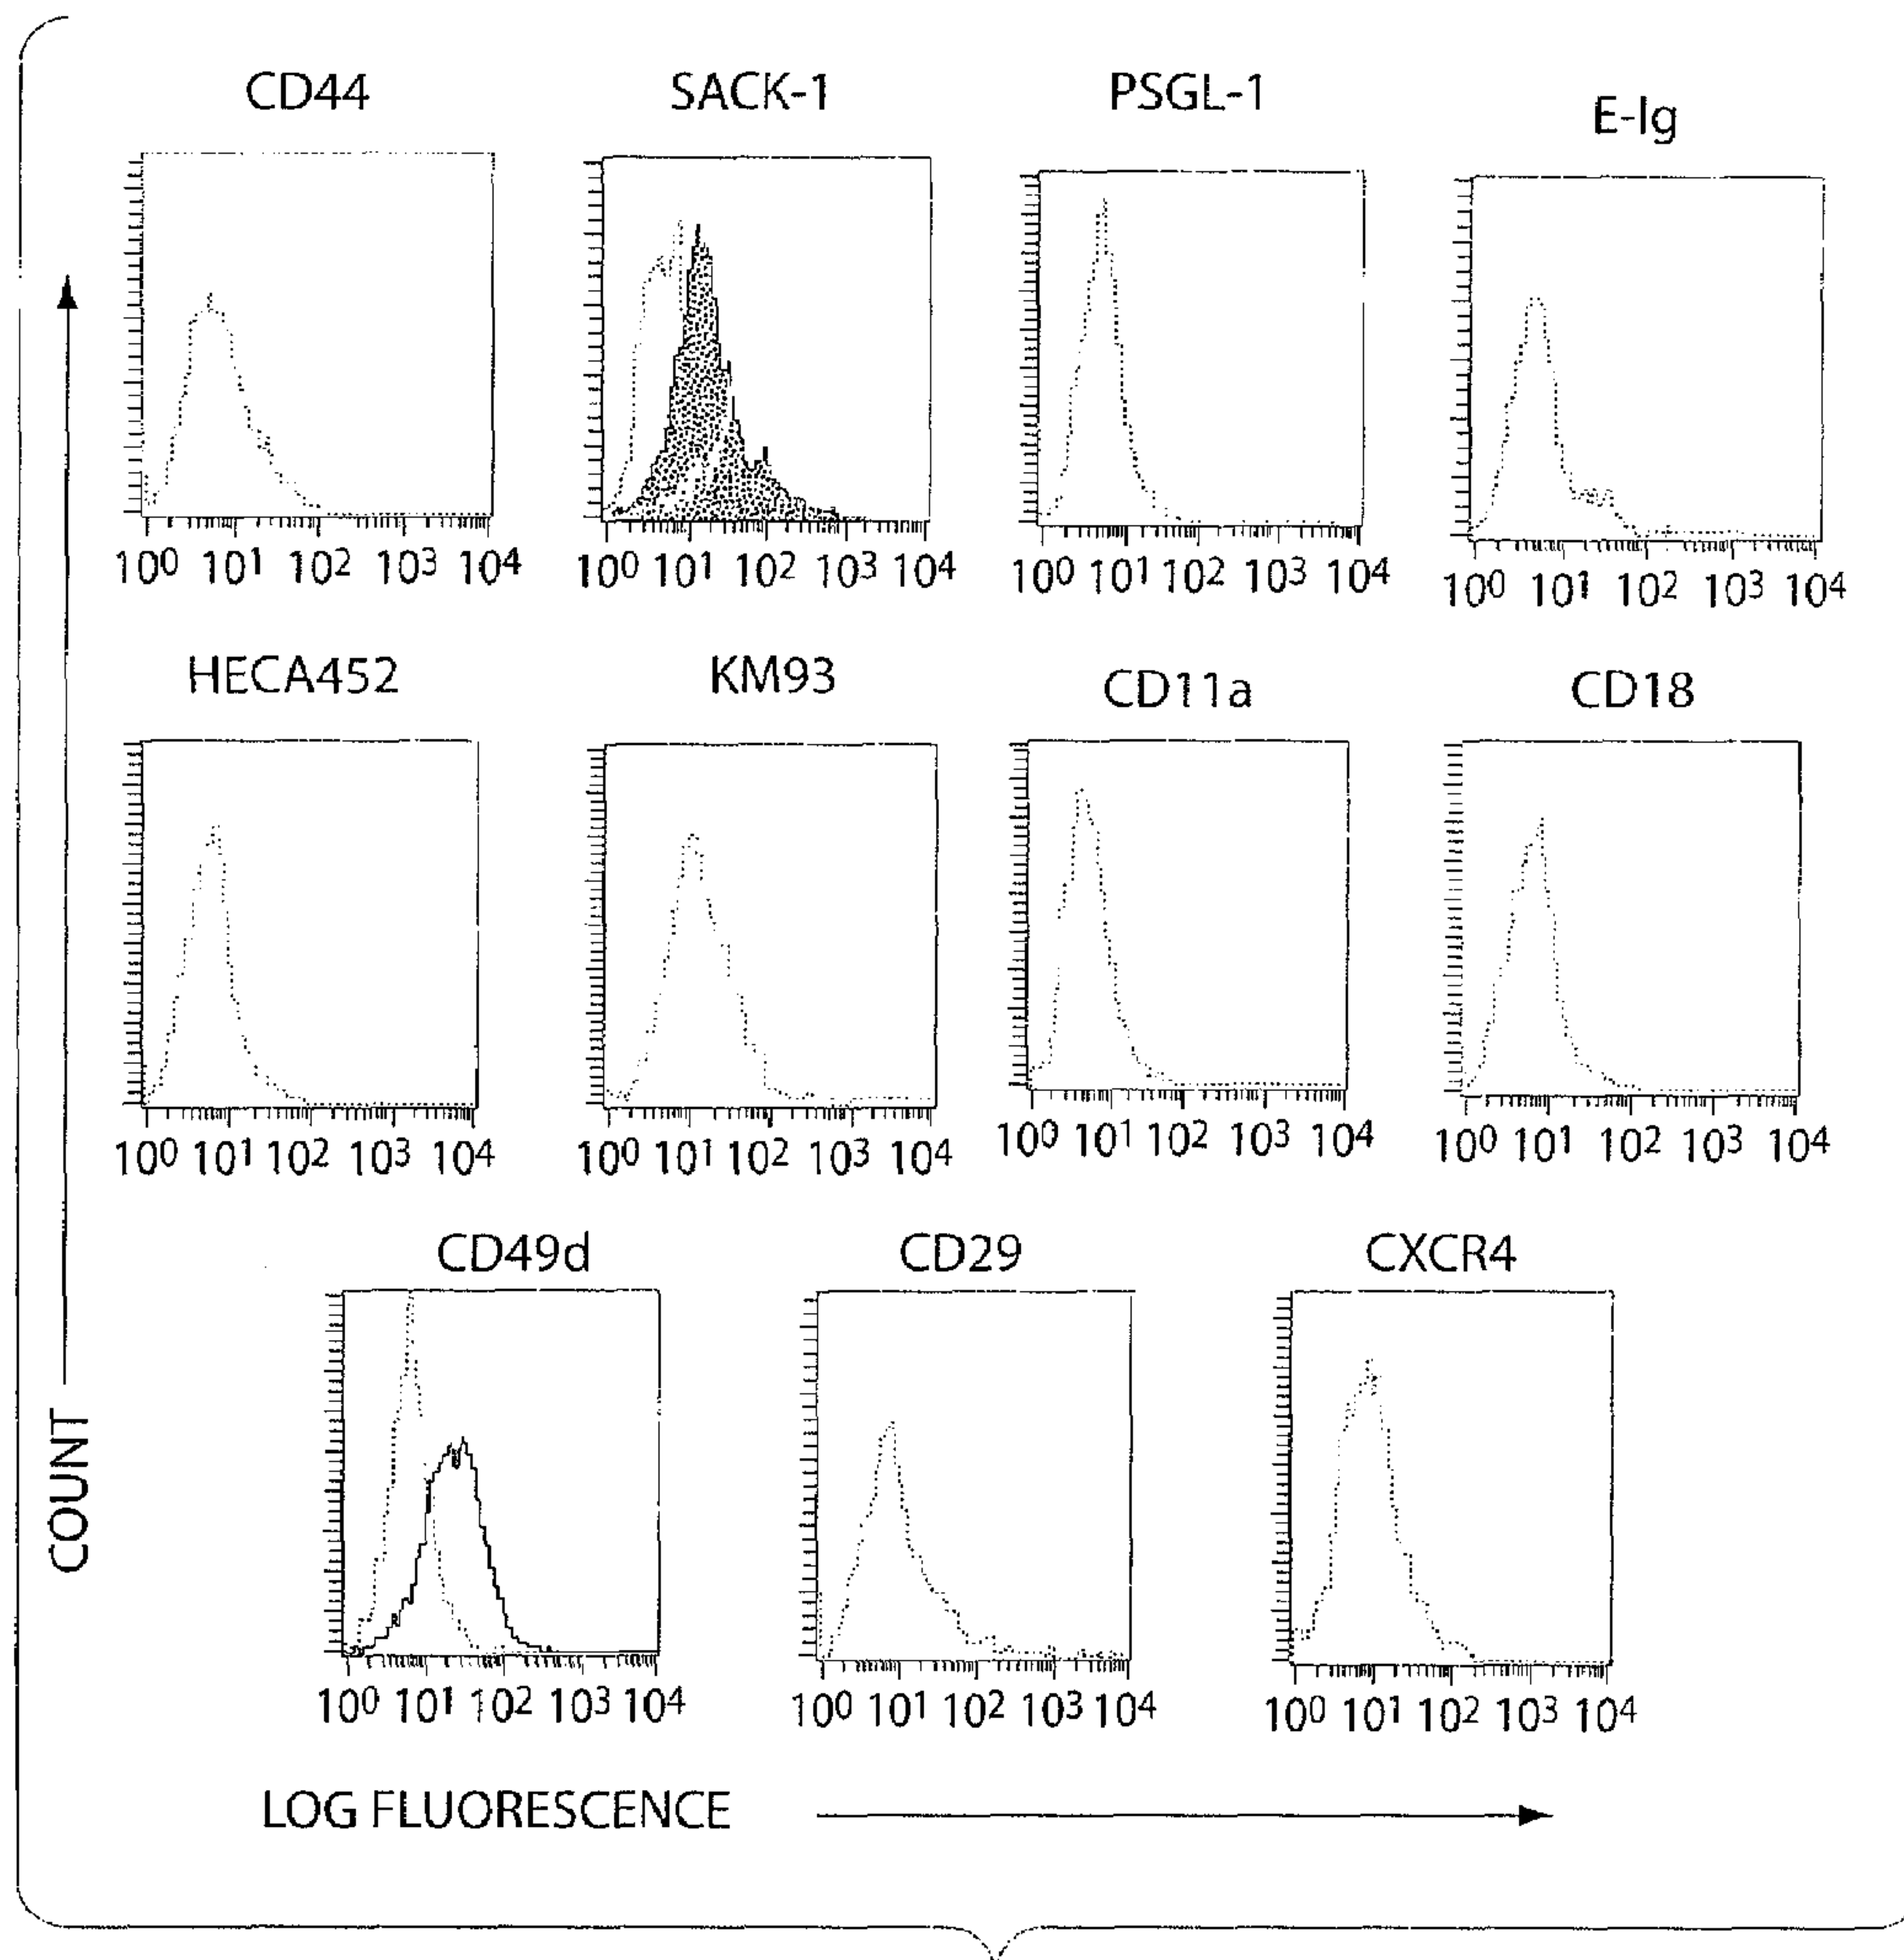 CD44 SACK-1 PSGL-1 E-Ig
10⁰ 10¹ 10² 10³ 10⁴ 10⁰ 10¹ 10² 10³ 10⁴ 10⁰ 10¹ 10² 10³ 10⁴ 10⁰ 10¹ 10² 10³ 10⁴
HECA452 KM93 CD11a CD18
10⁰ 10¹ 10² 10³ 10⁴ 10⁰ 10¹ 10² 10³ 10⁴ 10⁰ 10¹ 10² 10³ 10⁴ 10⁰ 10¹ 10² 10³ 10⁴
CD49d CD29 CXCR4
10⁰ 10¹ 10² 10³ 10⁴ 10⁰ 10¹ 10² 10³ 10⁴ 10⁰ 10¹ 10² 10³ 10⁴
COUNT
LOG FLUORESCENCE